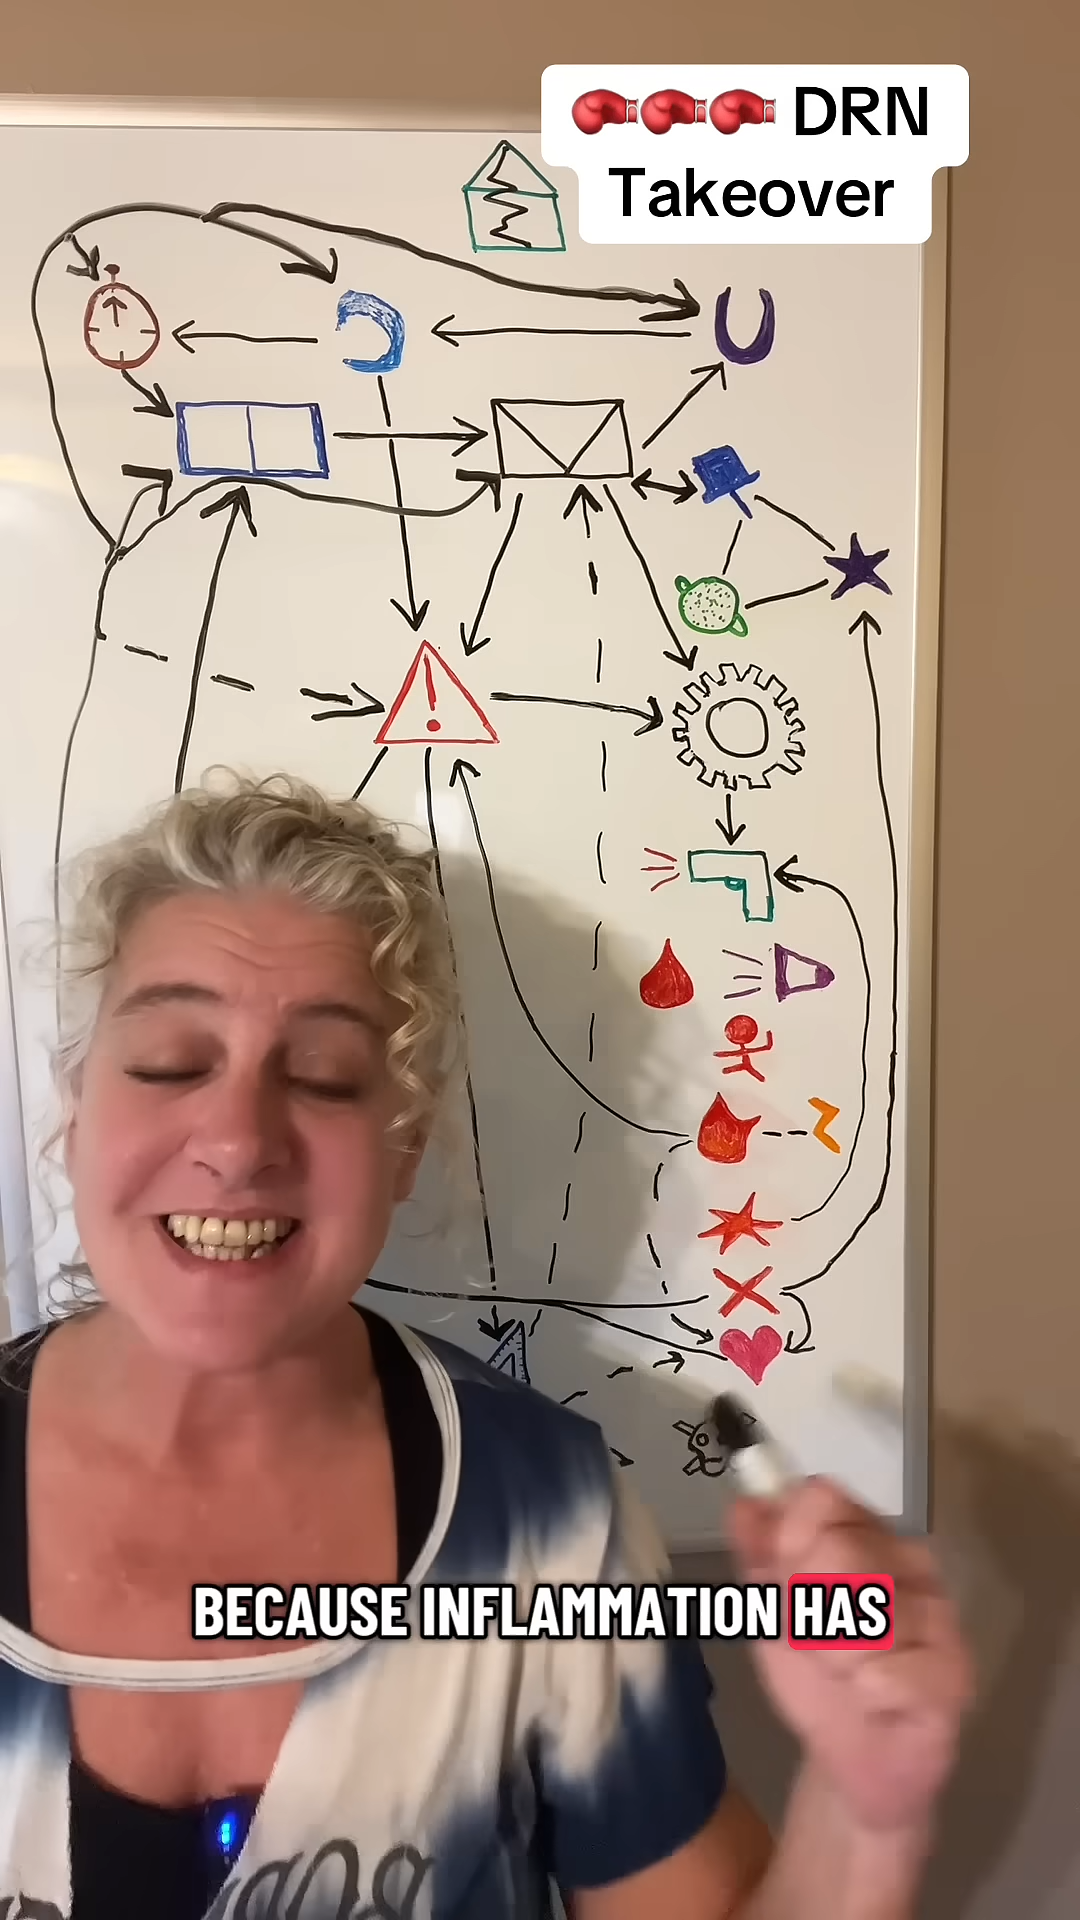 🥊🥊🥊 DRN
Takeover
BECAUSE INFLAMMATION HAS